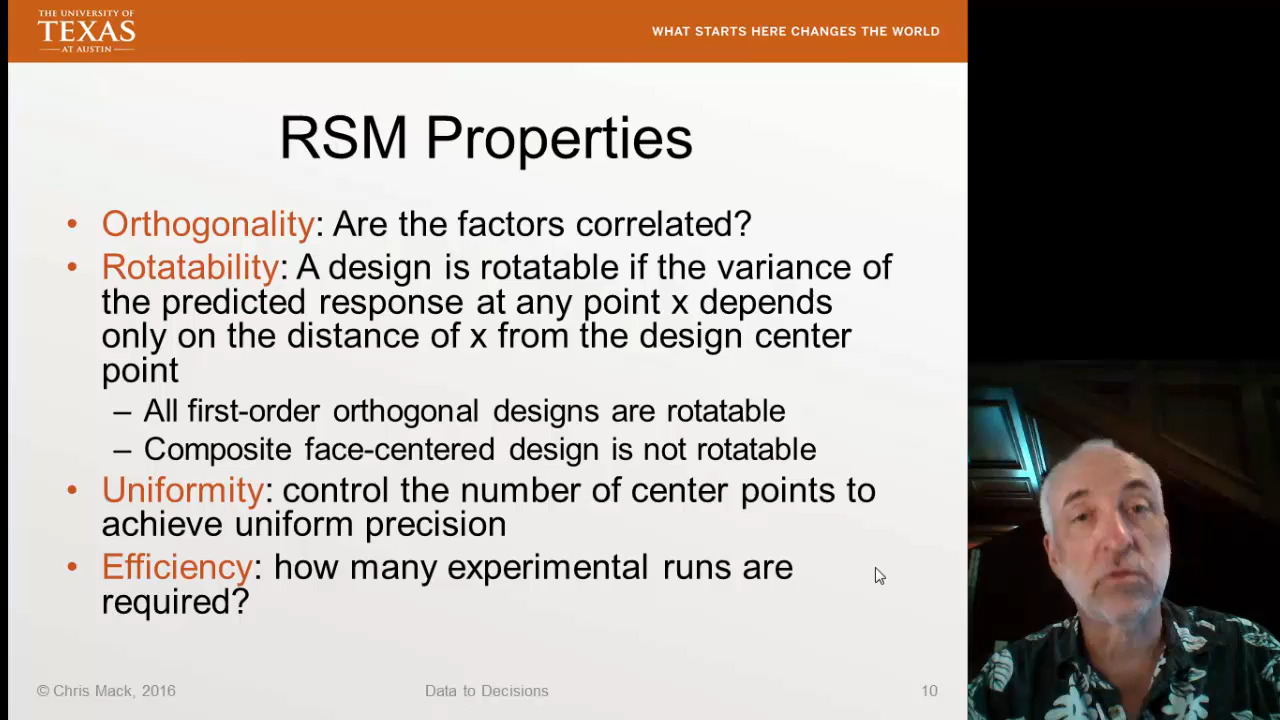 THE UNIVERSITY OF
TEXAS
AT AUSTIN
WHAT STARTS HERE CHANGES THE WORLD
RSM Properties
• Orthogonality: Are the factors correlated?
• Rotatability: A design is rotatable if the variance of
the predicted response at any point x depends
only on the distance of x from the design center
point
– All first-order orthogonal designs are rotatable
– Composite face-centered design is not rotatable
• Uniformity: control the number of center points to
achieve uniform precision
• Efficiency: how many experimental runs are
required?
© Chris Mack, 2016
Data to Decisions
10